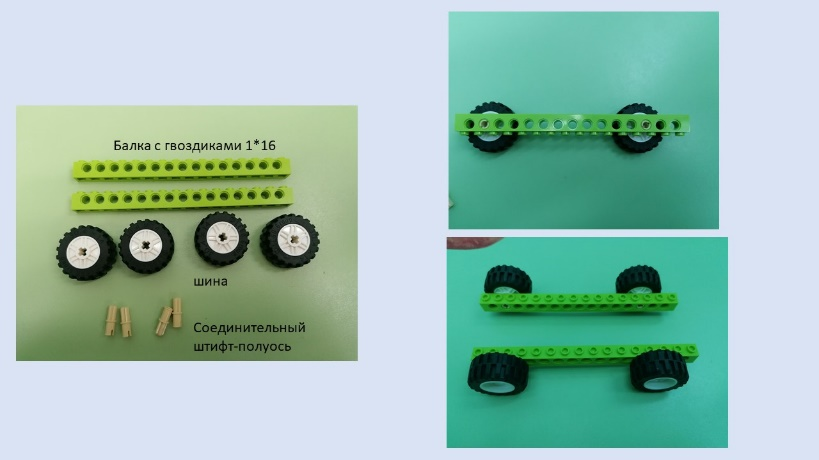 Балка с гвоздиками 1*16
шина
Соединительный
штифт-полуось